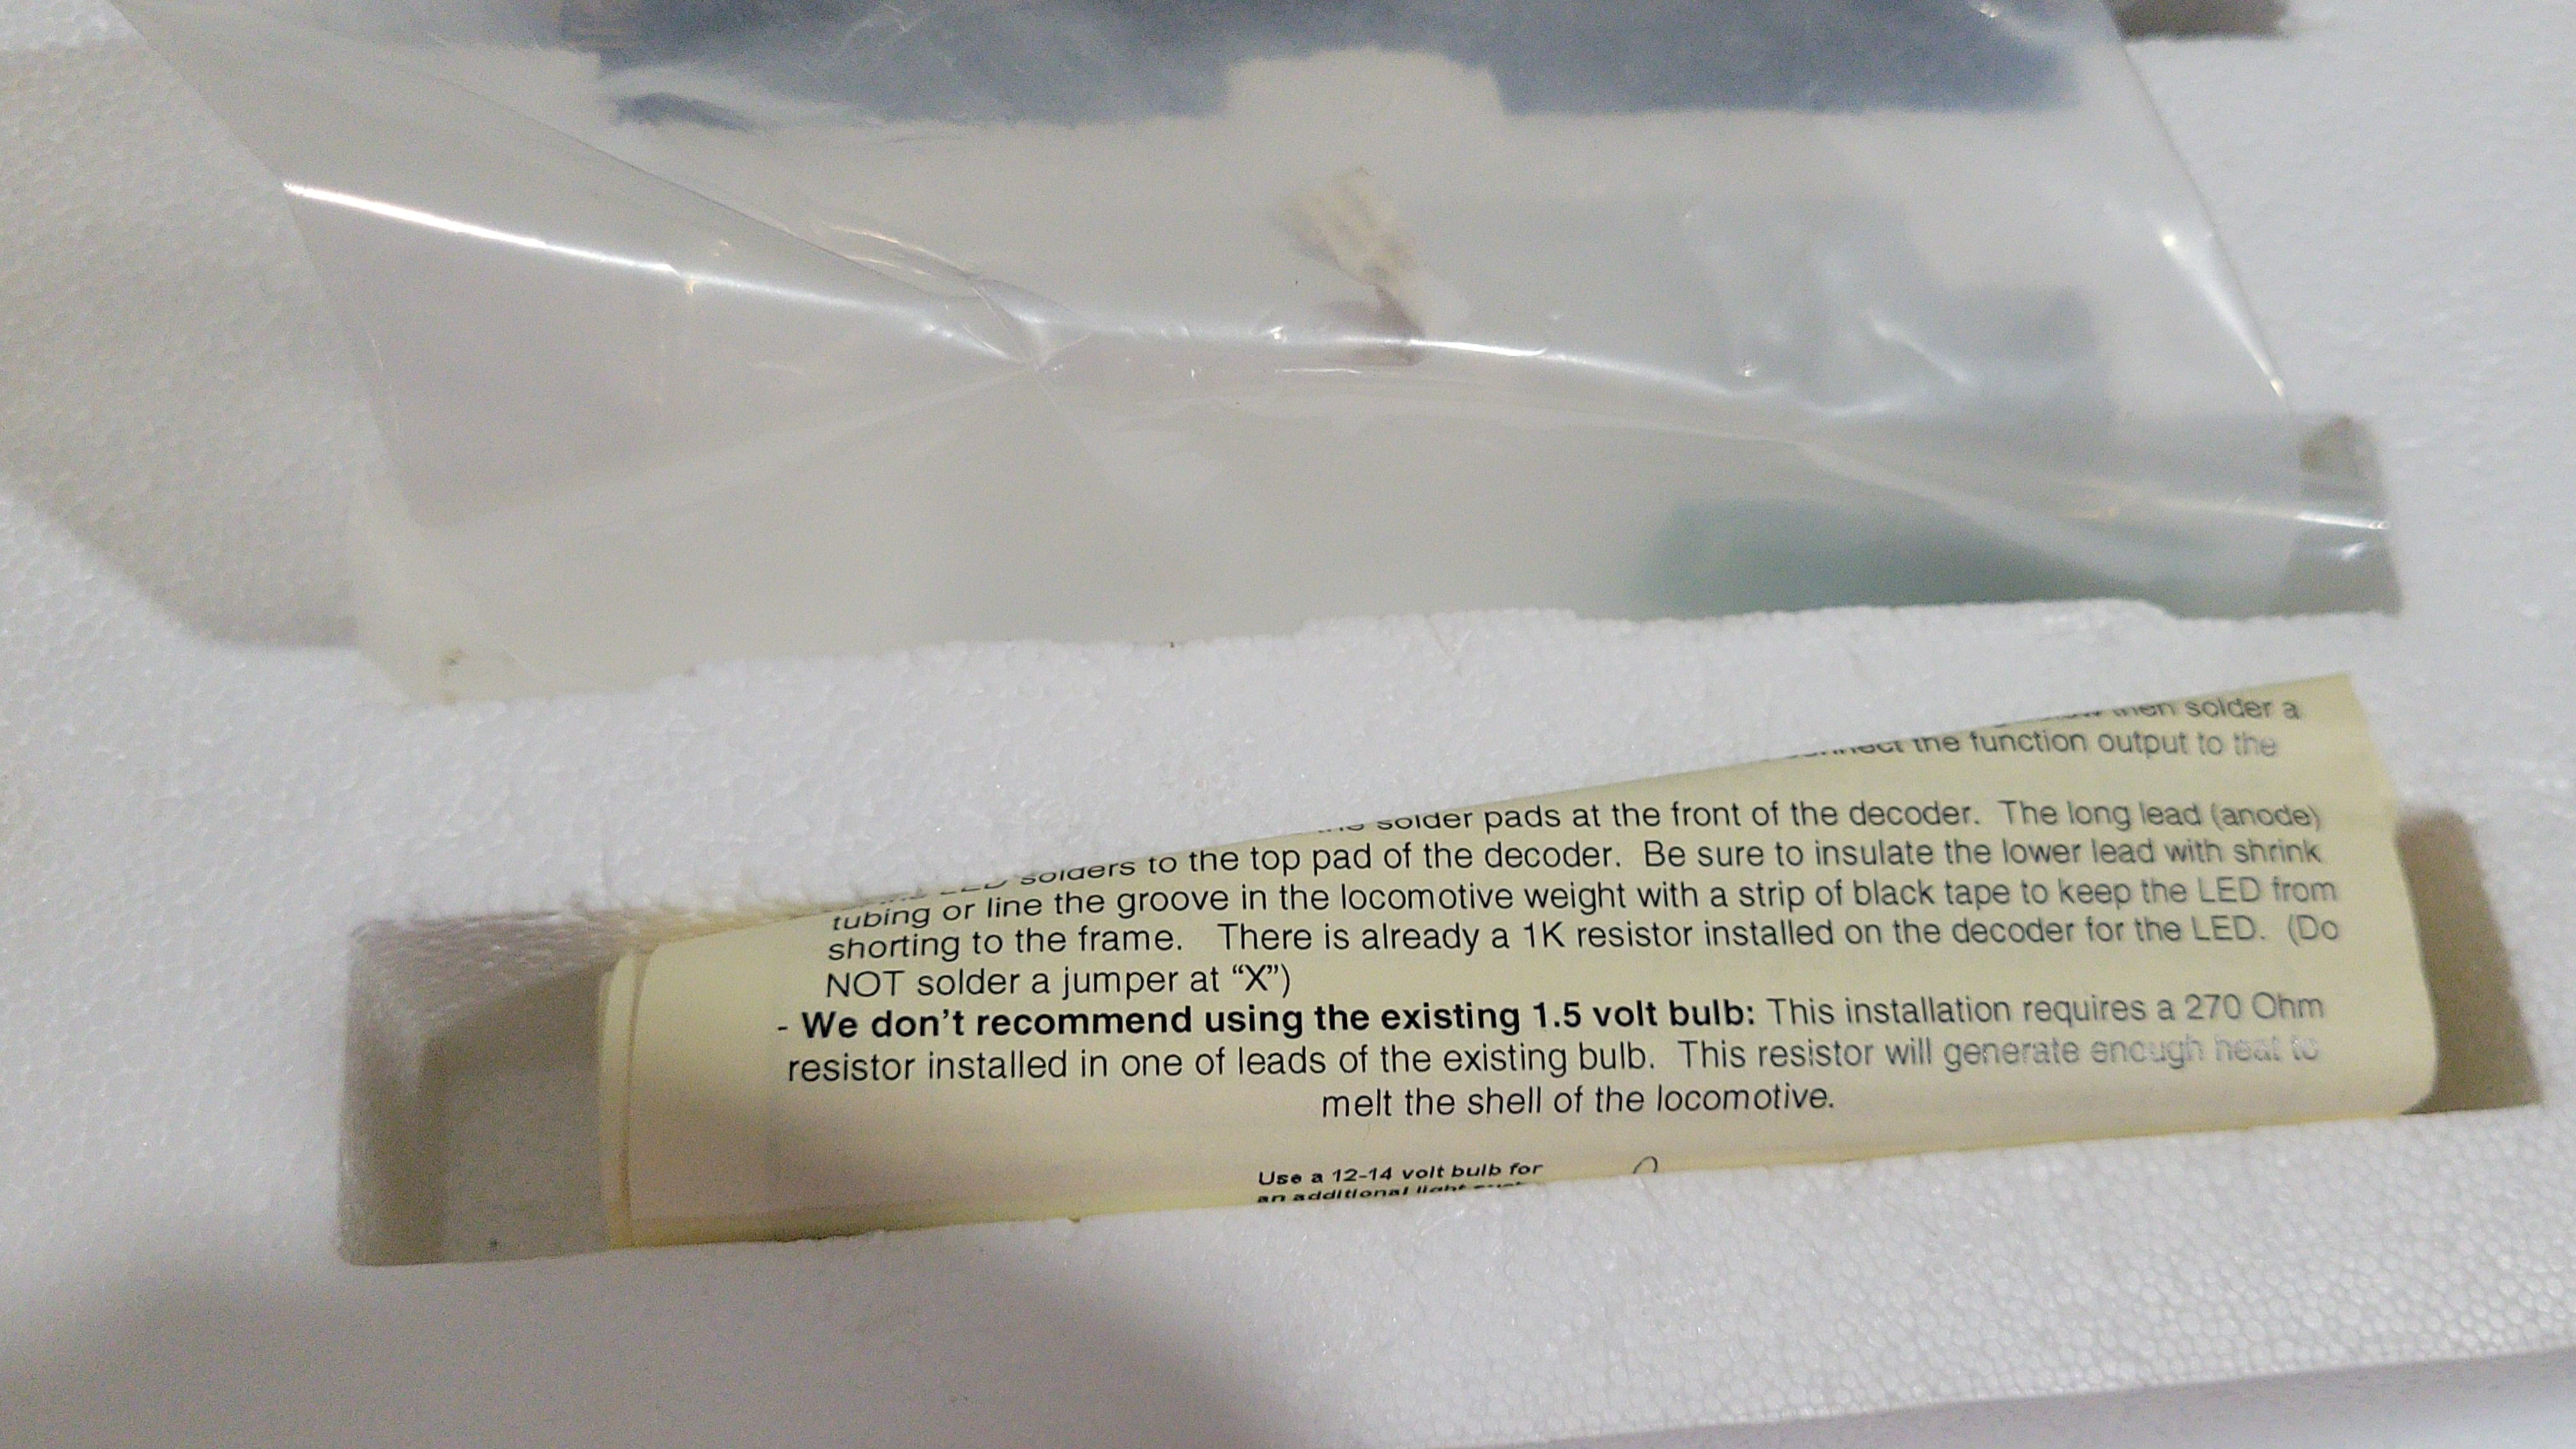 then solder a
the function output to the
solder pads at the front of the decoder. The long lead (anode)
solders to the top pad of the decoder. Be sure to insulate the lower lead with shrink
tubing or line the groove in the locomotive weight with a strip of black tape to keep the LED from
shorting to the frame. There is already a 1K resistor installed on the decoder for the LED. (Do
NOT solder a jumper at “X”)
- We don't recommend using the existing 1.5 volt bulb: This installation requires a 270 Ohm
resistor installed in one of leads of the existing bulb. This resistor will generate enough heat to
melt the shell of the locomotive.
Use a 12-14 volt bulb for
an additional light